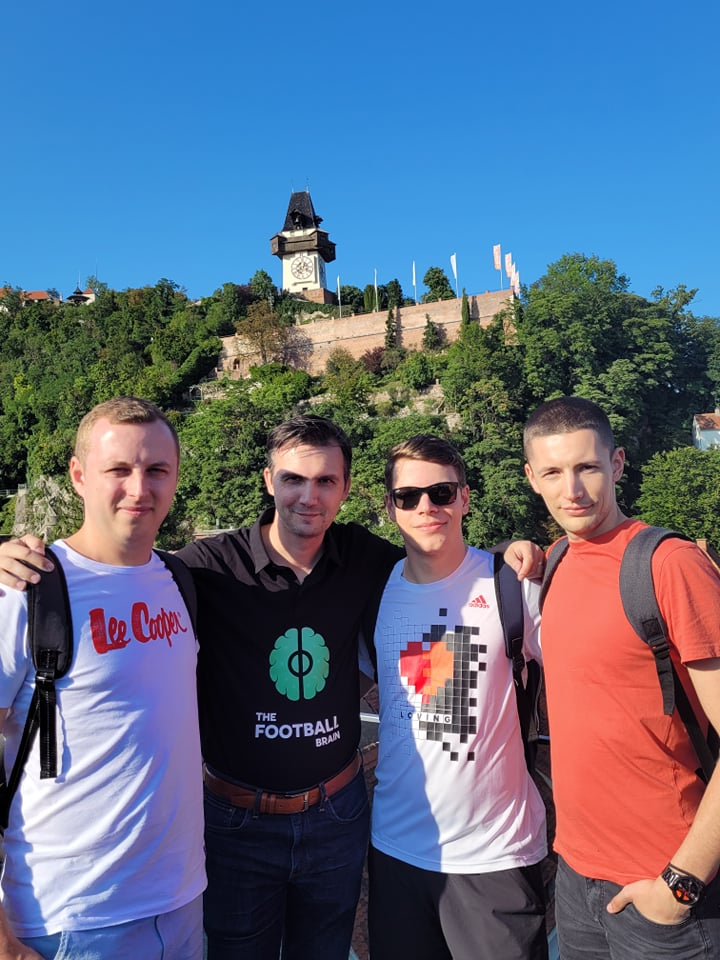 Lee Cooper
THE
FOOTBALL
BRAIN
adidas
LOVING